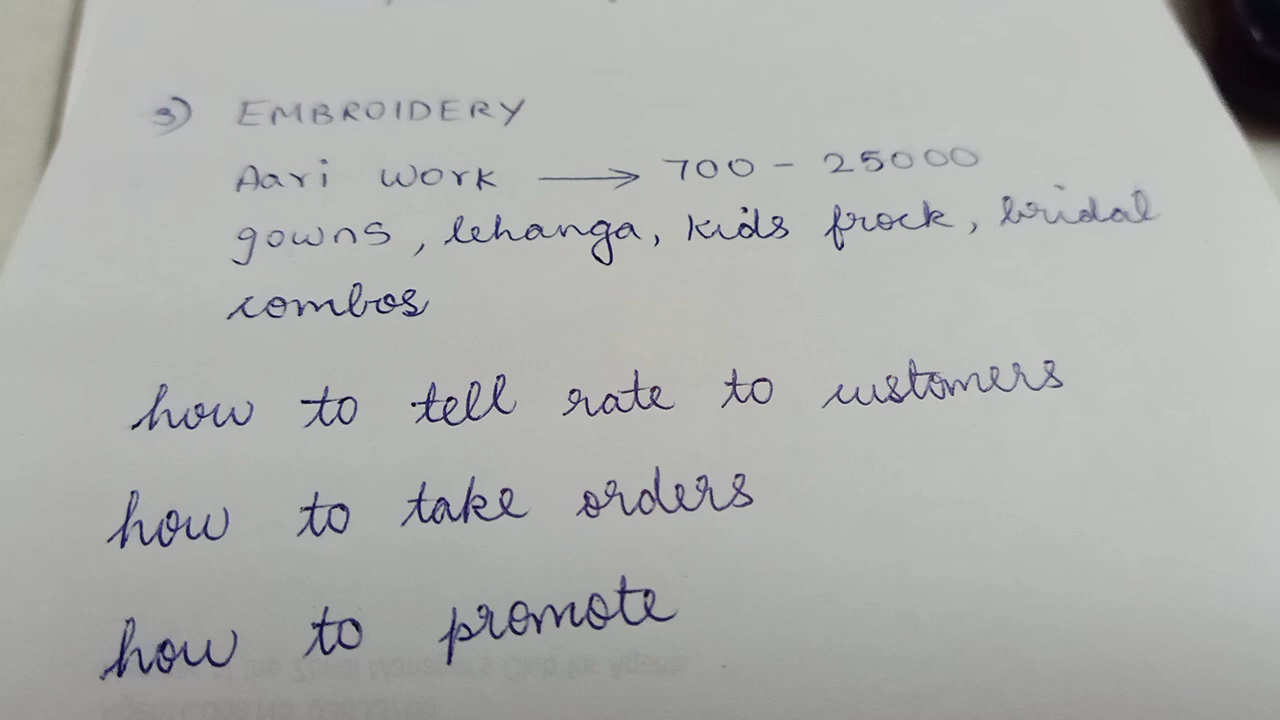 3) EMBROIDERY
Aari work → 700 - 25000
gowns, lehanga, kids frock, bridal
combos
how to tell rate to customers
how to take orders
how to promote